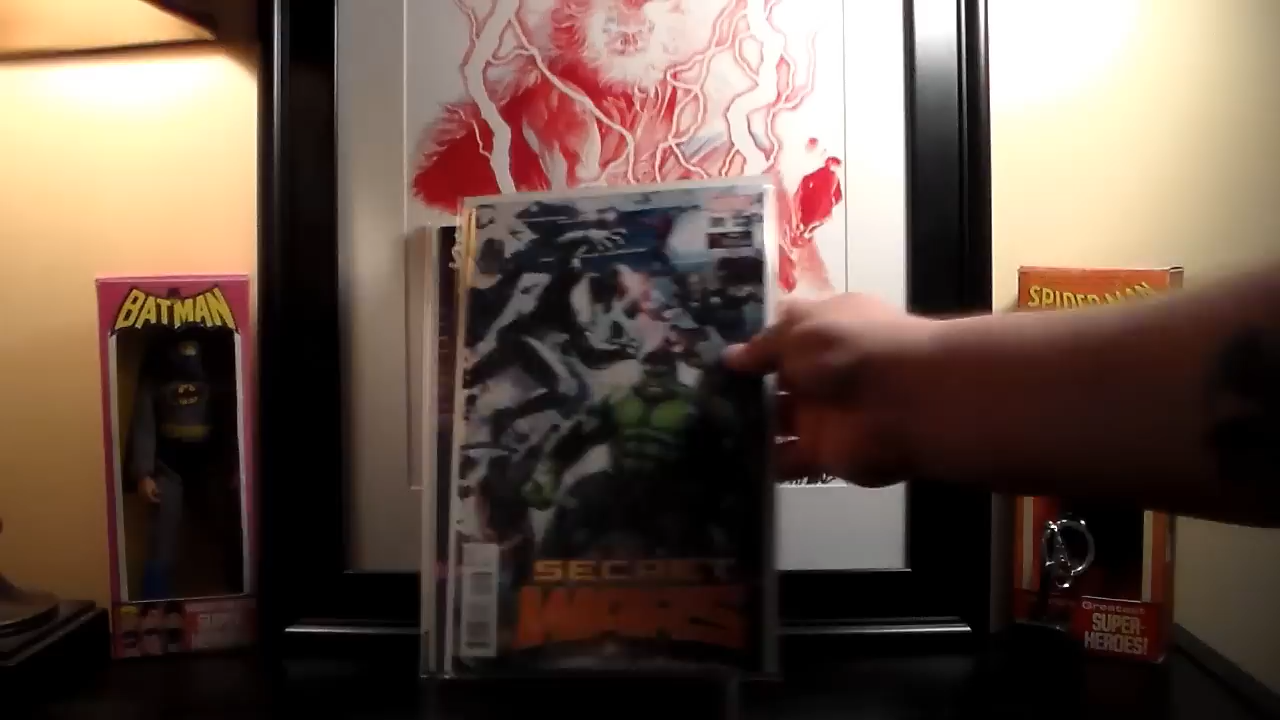 BATMAN
SPIDER-MAN
SECRET
WARS
Greatest
SUPER-
HEROES!